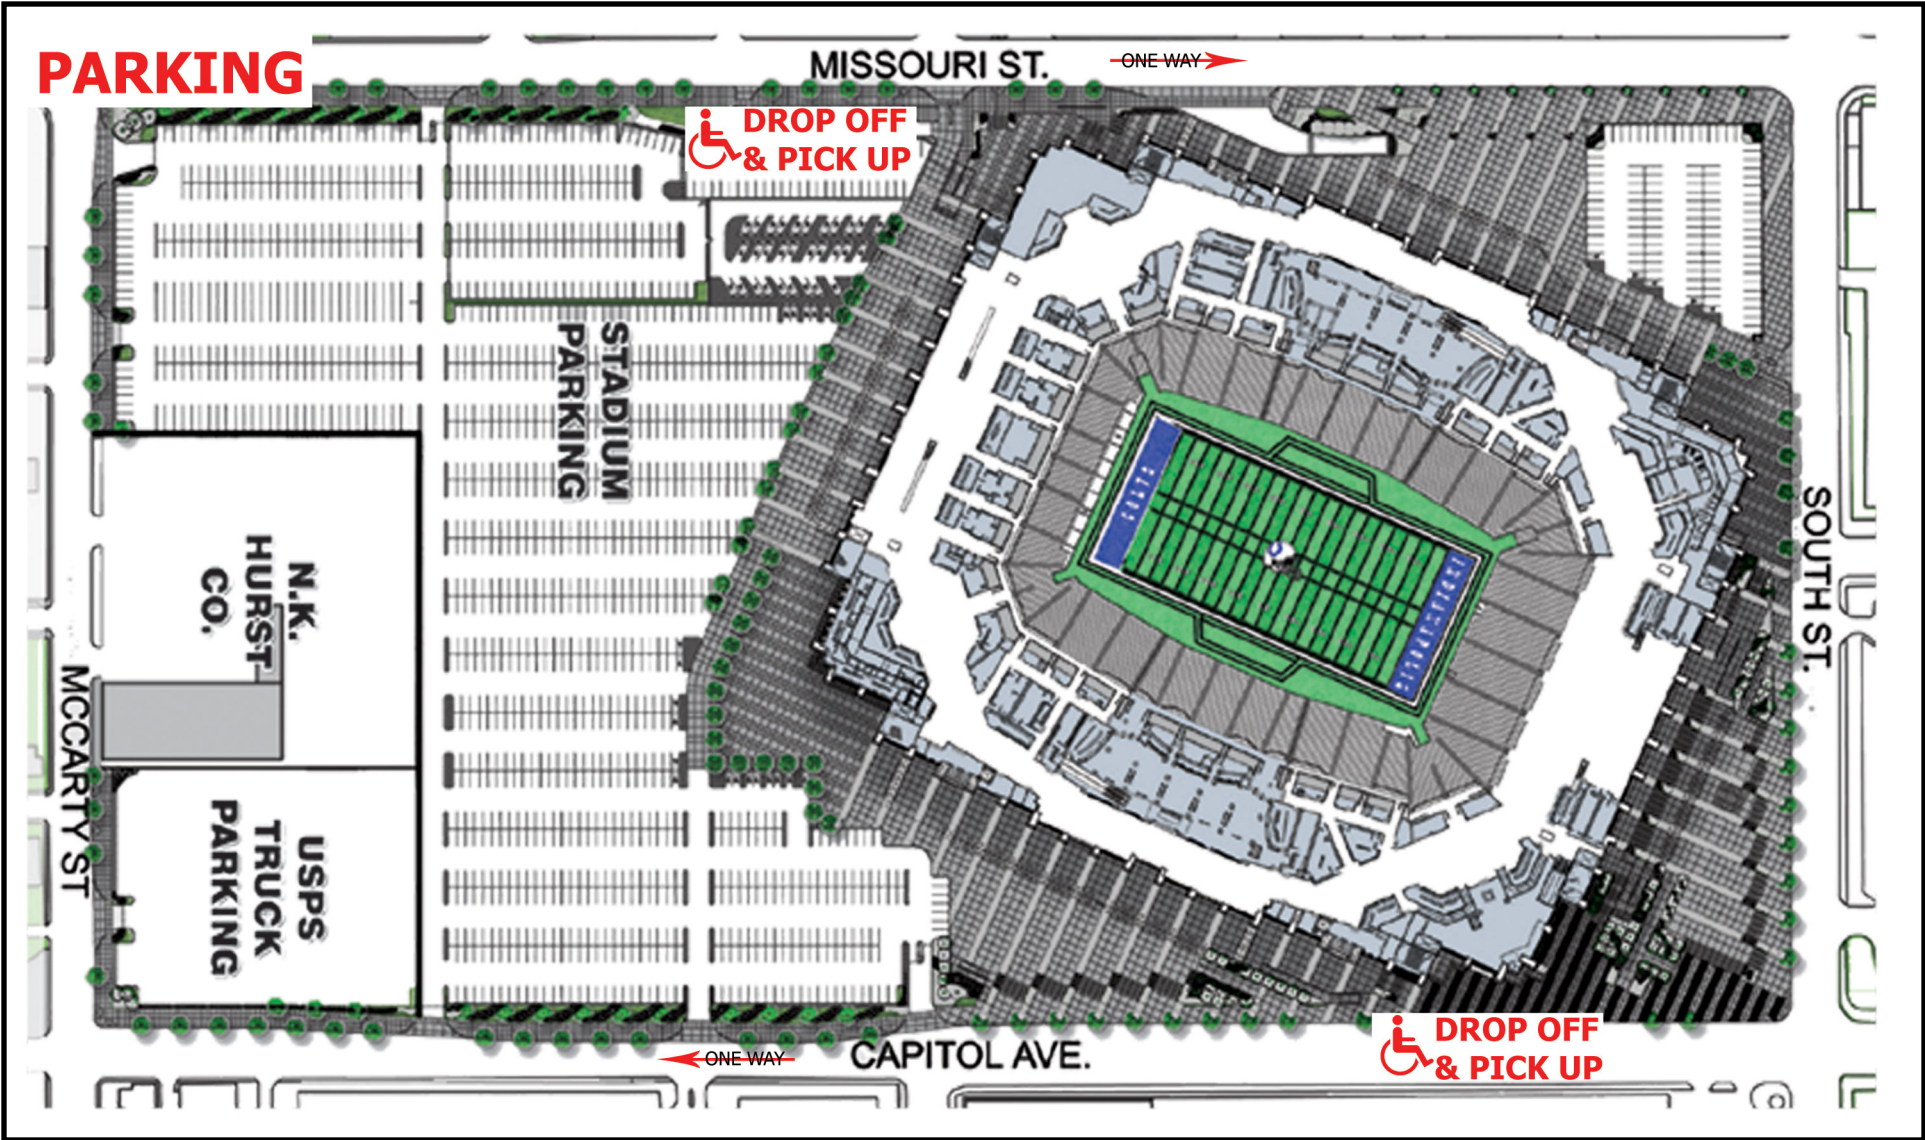 PARKING
MISSOURI ST.
ONE WAY
DROP OFF
& PICK UP
STADIUM
PARKING
SOUTH ST.
COLTS
N.K.
HURST
CO.
MCCARTY ST
USPS
TRUCK
PARKING
ONE WAY
CAPITOL AVE.
DROP OFF
& PICK UP